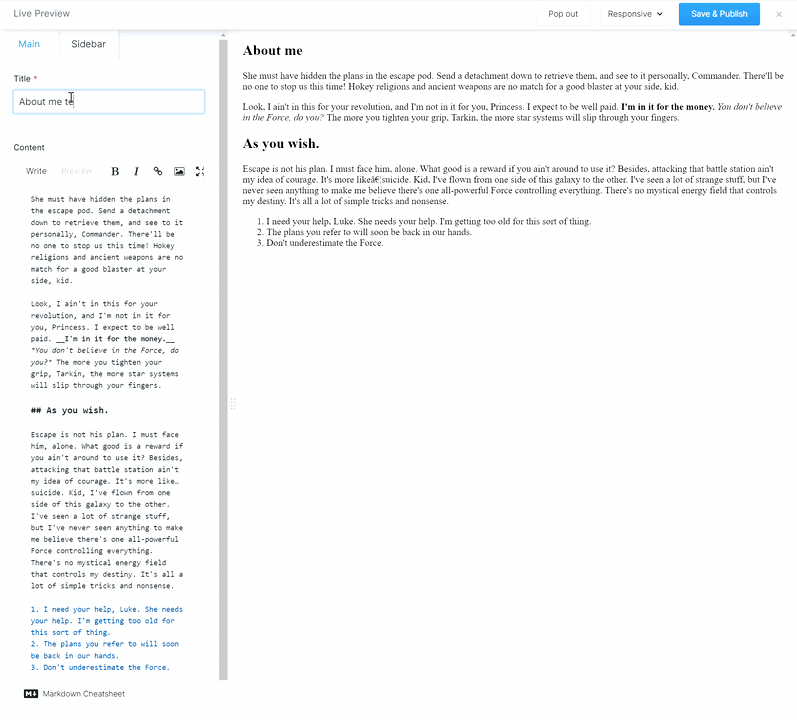 Live Preview
Pop out
Responsive
Save & Publish
×
Main
Sidebar
Title *
About me te
Content
Write
Preview
B
I
She must have hidden the plans in
the escape pod. Send a detachment
down to retrieve them, and see to it
personally, Commander. There'll be
no one to stop us this time! Hokey
religions and ancient weapons are no
match for a good blaster at your
side, kid.
Look, I ain't in this for your
revolution, and I'm not in it for
you, Princess. I expect to be well
paid. __I'm in it for the money.__
*You don't believe in the Force, do
you?* The more you tighten your
grip, Tarkin, the more star systems
will slip through your fingers.
## As you wish.
Escape is not his plan. I must face
him, alone. What good is a reward if
you ain't around to use it? Besides,
attacking that battle station ain't
my idea of courage. It's more like…
suicide. Kid, I've flown from one
side of this galaxy to the other.
I've seen a lot of strange stuff,
but I've never seen anything to make
me believe there's one all-powerful
Force controlling everything.
There's no mystical energy field
that controls my destiny. It's all a
lot of simple tricks and nonsense.
1. I need your help, Luke. She needs
your help. I'm getting too old for
this sort of thing.
2. The plans you refer to will soon
be back in our hands.
3. Don't underestimate the Force.
M↓ Markdown Cheatsheet
About me
She must have hidden the plans in the escape pod. Send a detachment down to retrieve them, and see to it personally, Commander. There'll be
no one to stop us this time! Hokey religions and ancient weapons are no match for a good blaster at your side, kid.
Look, I ain't in this for your revolution, and I'm not in it for you, Princess. I expect to be well paid. I'm in it for the money. You don't believe
in the Force, do you? The more you tighten your grip, Tarkin, the more star systems will slip through your fingers.
As you wish.
Escape is not his plan. I must face him, alone. What good is a reward if you ain't around to use it? Besides, attacking that battle station ain't
my idea of courage. It's more likeâ€¦suicide. Kid, I've flown from one side of this galaxy to the other. I've seen a lot of strange stuff, but I've
never seen anything to make me believe there's one all-powerful Force controlling everything. There's no mystical energy field that controls
my destiny. It's all a lot of simple tricks and nonsense.
1. I need your help, Luke. She needs your help. I'm getting too old for this sort of thing.
2. The plans you refer to will soon be back in our hands.
3. Don't underestimate the Force.